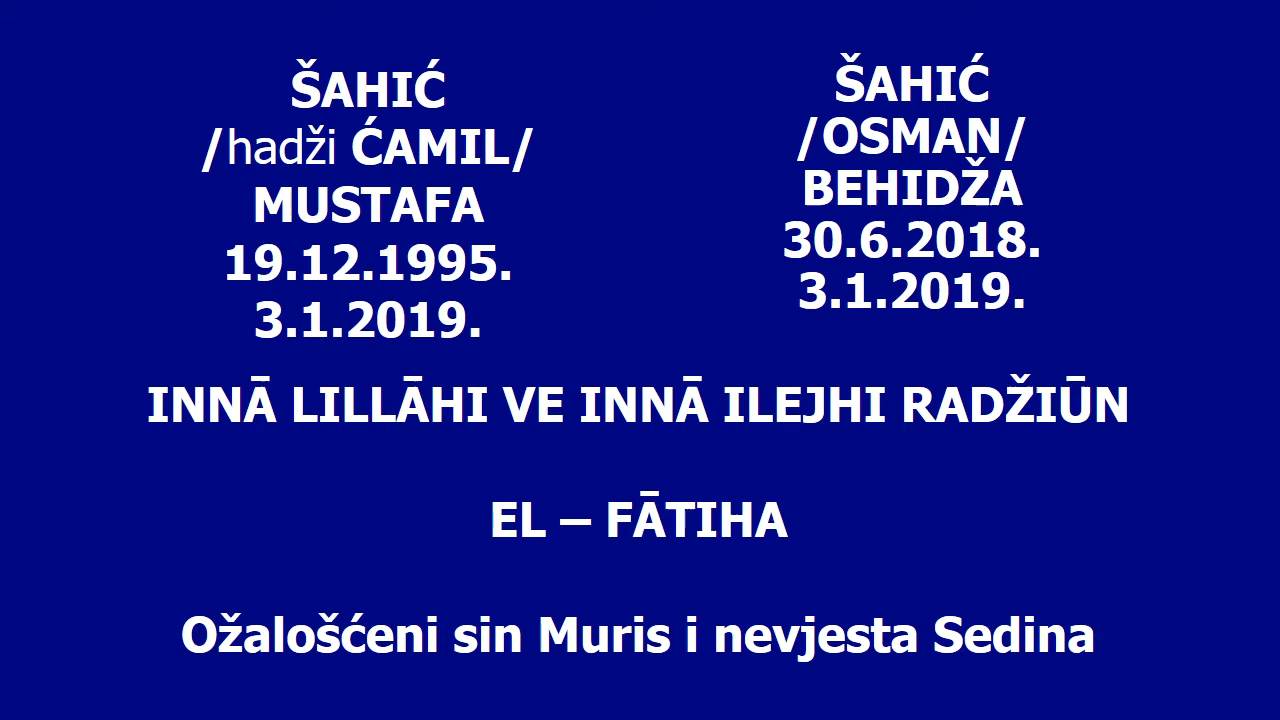 ŠAHIĆ
/hadži ĆAMIL/
MUSTAFA
19.12.1995.
3.1.2019.
ŠAHIĆ
/OSMAN/
BEHIDŽA
30.6.2018.
3.1.2019.
INNĀ LILLĀHI VE INNĀ ILEJHI RADŽIŪN
EL – FĀTIHA
Ožalošćeni sin Muris i nevjesta Sedina